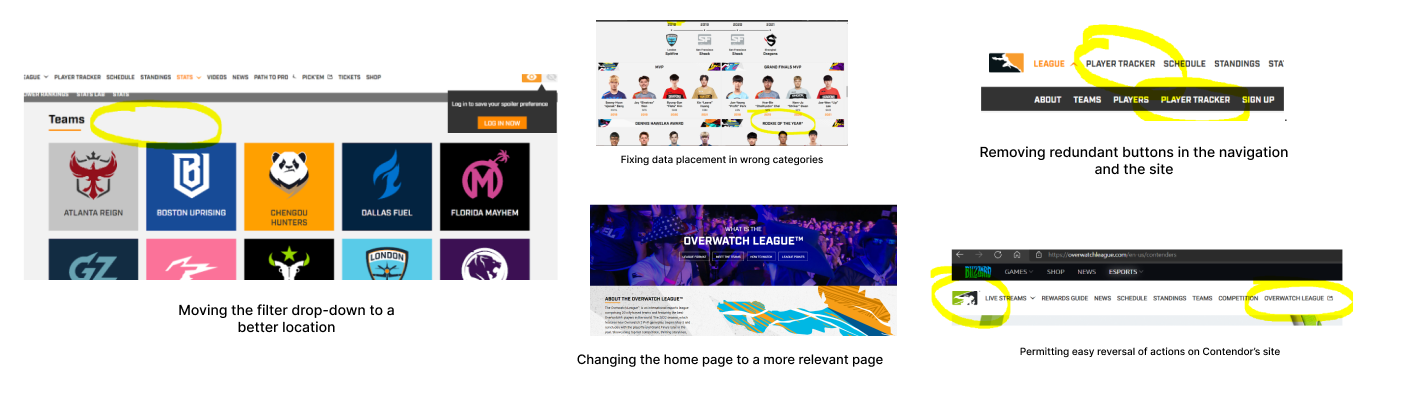 EAGUE PLAYER TRACKER SCHEDULE STANDINGS STATS VIDEOS NEWS PATH TO PRO PICK'EM TICKETS SHOP
OWER RANKINGS STATS LAB STATS
Log in to save your spoiler preference
LOG IN NOW
Teams
ATLANTA REIGN
BOSTON UPRISING
CHENGDU
HUNTERS
DALLAS FUEL
FLORIDA MAYHEM
GZ
LONDON
Moving the filter drop-down to a
better location
2018 2019 2020 2021
London
Spitfire
San Francisco
Shock
San Francisco
Shock
Shanghai
Dragons
MVP
GRAND FINALS MVP
DENNIS HAWELKA AWARD
ROOKIE OF THE YEAR*
Fixing data placement in wrong categories
WHAT IS THE
OVERWATCH LEAGUE™
LEAGUE FORMAT MEET THE TEAMS HOW TO WATCH LEAGUE POINTS
ABOUT THE OVERWATCH LEAGUE™
Changing the home page to a more relevant page
LEAGUE PLAYER TRACKER SCHEDULE STANDINGS STA
ABOUT TEAMS PLAYERS PLAYER TRACKER SIGN UP
Removing redundant buttons in the navigation
and the site
https://overwatchleague.com/en-us/contenders
BLIZZARD GAMES SHOP NEWS ESPORTS
LIVE STREAMS REWARDS GUIDE NEWS SCHEDULE STANDINGS TEAMS COMPETITION OVERWATCH LEAGUE
Permitting easy reversal of actions on Contendor's site